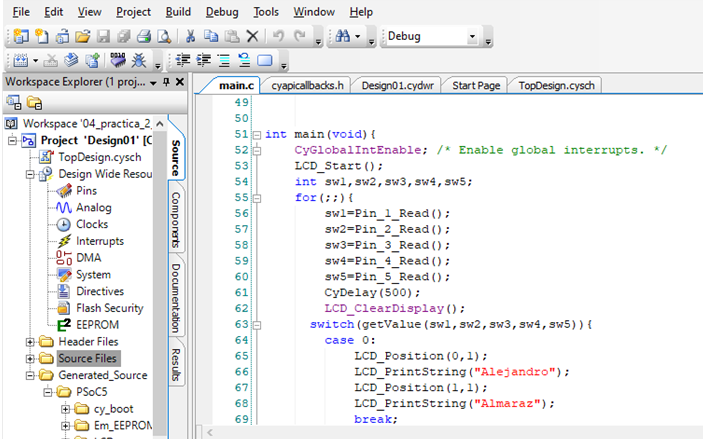 File Edit View Project Build Debug Tools Window Help
Debug
Workspace Explorer (1 proj...
Workspace '04_practica_2_
Project 'Design01' [C
TopDesign.cysch
Design Wide Resou
Pins
Analog
Clocks
Interrupts
DMA
System
Directives
Flash Security
EEPROM
Header Files
Source Files
Generated_Source
PSoC5
cy_boot
Em_EEPROM
Source
Components
Documentation
Results
main.c cyapicallbacks.h Design01.cydwr Start Page TopDesign.cysch
49
50
51 int main(void){
52 CyGlobalIntEnable; /* Enable global interrupts. */
53 LCD_Start();
54 int sw1,sw2,sw3,sw4,sw5;
55 for(;;){
56 sw1=Pin_1_Read();
57 sw2=Pin_2_Read();
58 sw3=Pin_3_Read();
59 sw4=Pin_4_Read();
60 sw5=Pin_5_Read();
61 CyDelay(500);
62 LCD_ClearDisplay();
63 switch(getValue(sw1,sw2,sw3,sw4,sw5)){
64 case 0:
65 LCD_Position(0,1);
66 LCD_PrintString("Alejandro");
67 LCD_Position(1,1);
68 LCD_PrintString("Almaraz");
69 break;